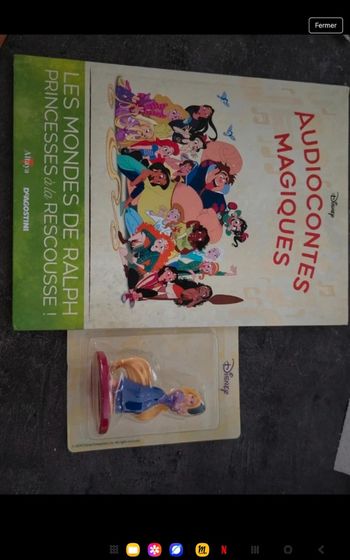 Fermer
Disney
AUDIOCONTES
MAGIQUES
LES MONDES DE RALPH
PRINCESSES à la RESCOUSSE !
Altaya
DeAGOSTINI
Disney